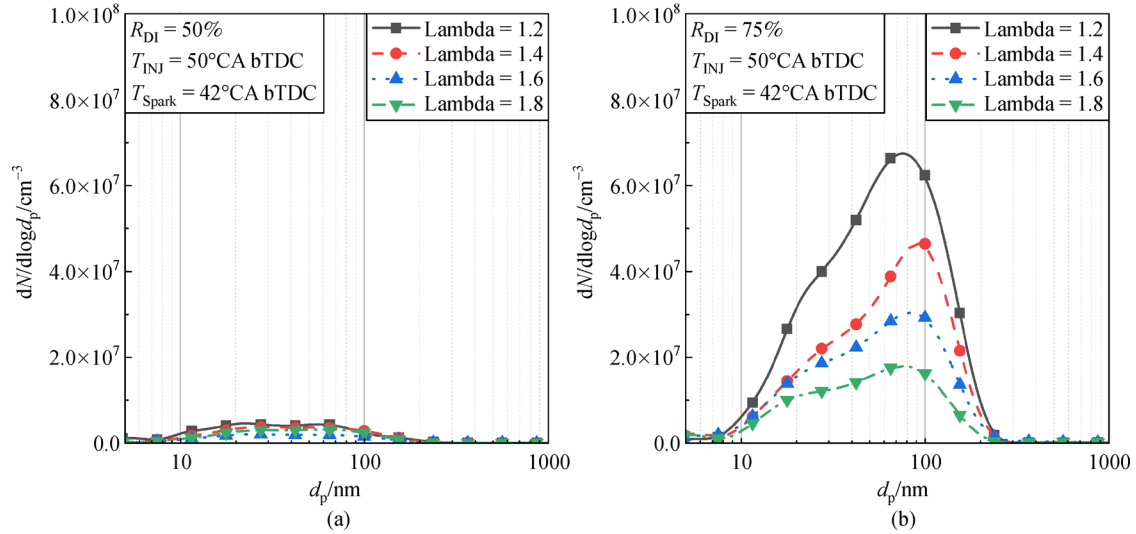 1.0×10⁸
8.0×10⁷
6.0×10⁷
4.0×10⁷
2.0×10⁷
0.0
dN/dlogdₚ/cm⁻³
R_DI = 50%
T_INJ = 50°CA bTDC
T_Spark = 42°CA bTDC
Lambda = 1.2
Lambda = 1.4
Lambda = 1.6
Lambda = 1.8
10
100
1000
dₚ/nm
(a)
1.0×10⁸
8.0×10⁷
6.0×10⁷
4.0×10⁷
2.0×10⁷
0.0
dN/dlogdₚ/cm⁻³
R_DI = 75%
T_INJ = 50°CA bTDC
T_Spark = 42°CA bTDC
Lambda = 1.2
Lambda = 1.4
Lambda = 1.6
Lambda = 1.8
10
100
1000
dₚ/nm
(b)